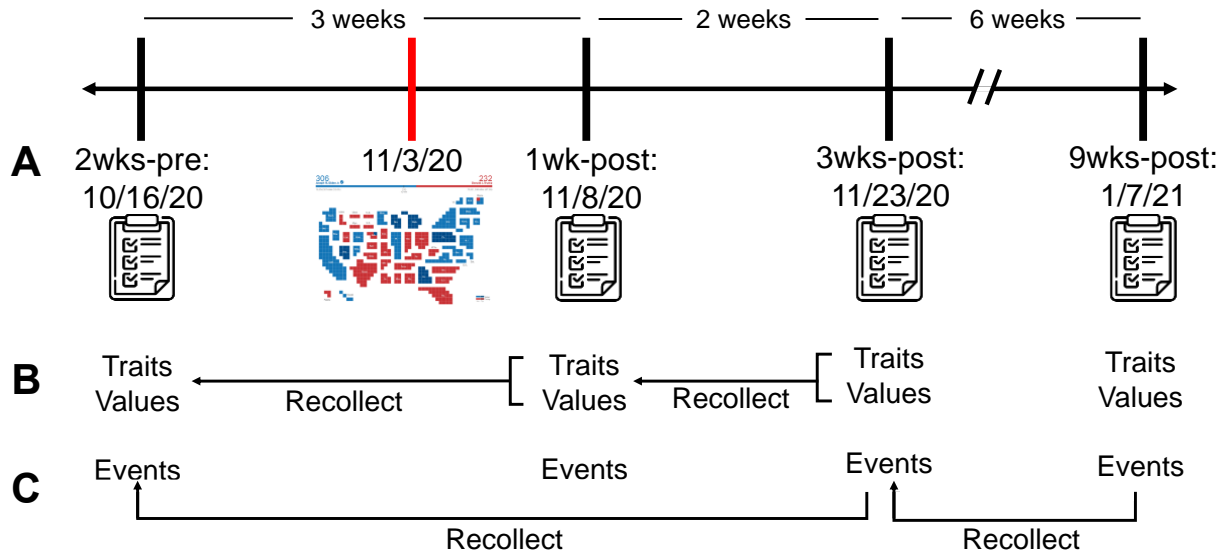 3 weeks
2 weeks
6 weeks
A
2wks-pre:
10/16/20
11/3/20
306
232
1wk-post:
11/8/20
3wks-post:
11/23/20
9wks-post:
1/7/21
B
Traits
Values
Recollect
Traits
Values
Recollect
Traits
Values
Traits
Values
C
Events
Events
Events
Events
Recollect
Recollect